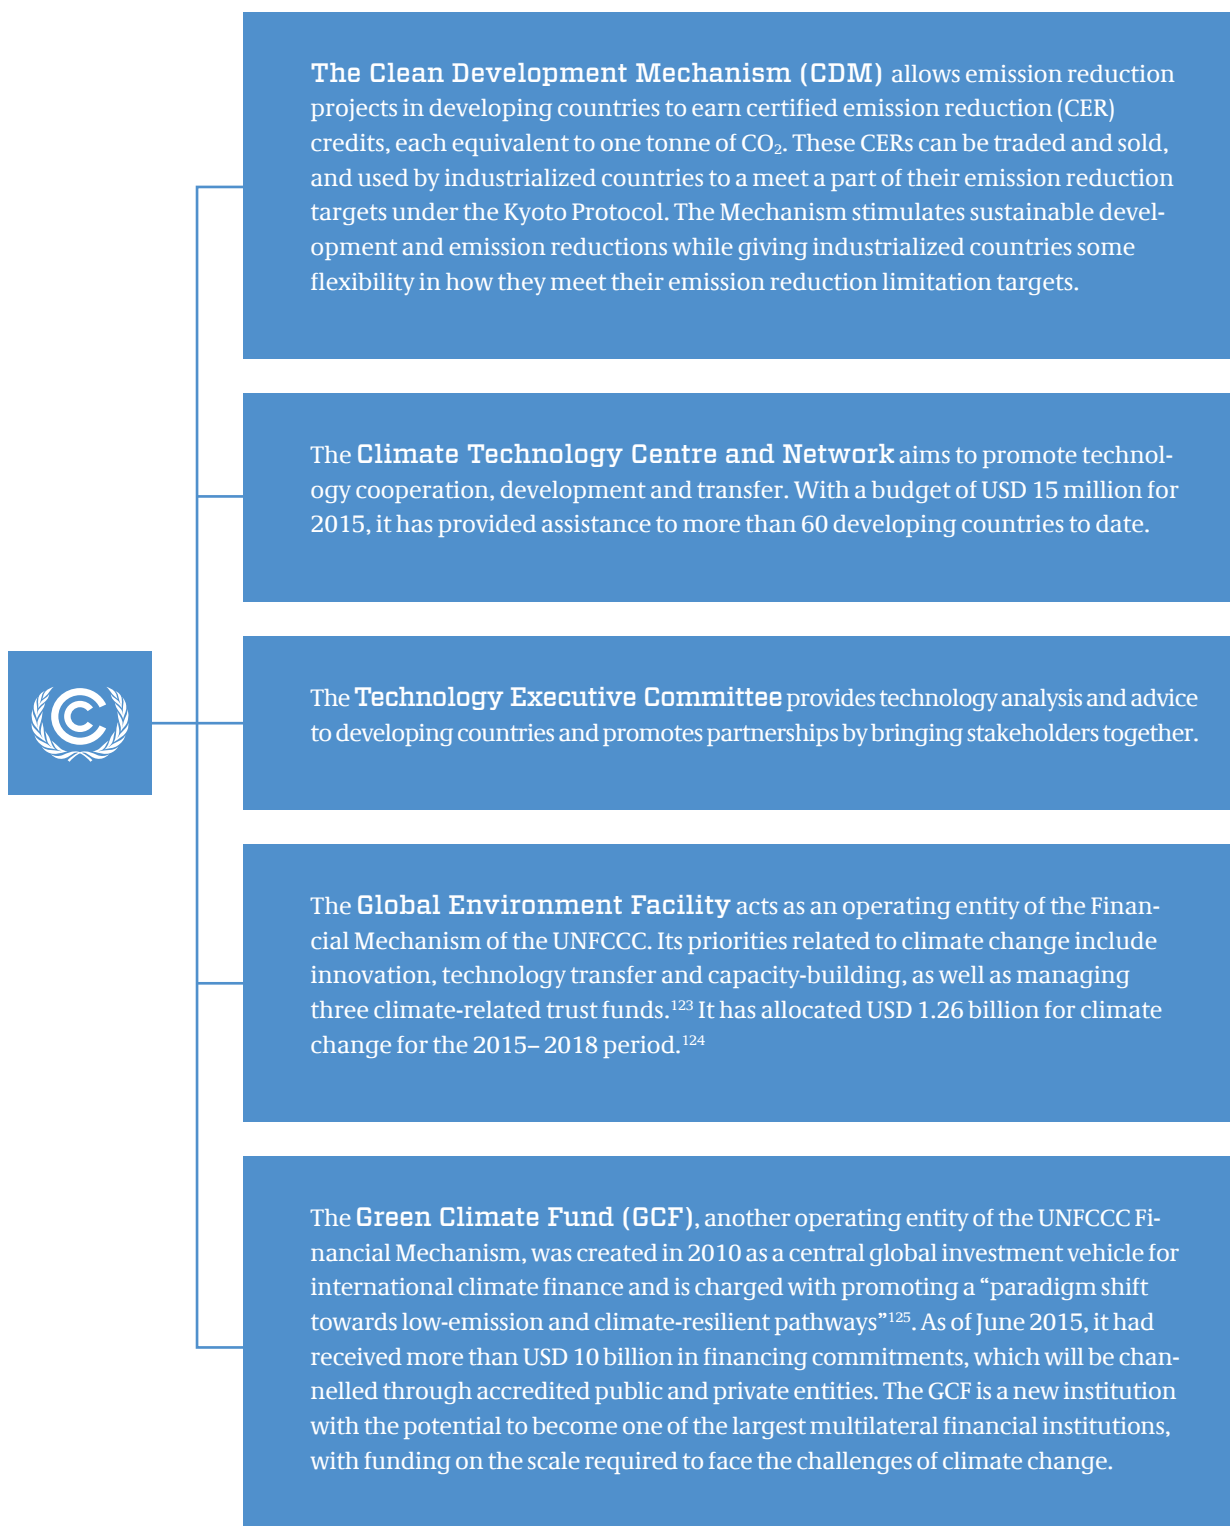 The Clean Development Mechanism (CDM) allows emission reduction
projects in developing countries to earn certified emission reduction (CER)
credits, each equivalent to one tonne of CO₂. These CERs can be traded and sold,
and used by industrialized countries to a meet a part of their emission reduction
targets under the Kyoto Protocol. The Mechanism stimulates sustainable devel-
opment and emission reductions while giving industrialized countries some
flexibility in how they meet their emission reduction limitation targets.
The Climate Technology Centre and Network aims to promote technol-
ogy cooperation, development and transfer. With a budget of USD 15 million for
2015, it has provided assistance to more than 60 developing countries to date.
The Technology Executive Committee provides technology analysis and advice
to developing countries and promotes partnerships by bringing stakeholders together.
The Global Environment Facility acts as an operating entity of the Finan-
cial Mechanism of the UNFCCC. Its priorities related to climate change include
innovation, technology transfer and capacity-building, as well as managing
three climate-related trust funds.¹²³ It has allocated USD 1.26 billion for climate
change for the 2015– 2018 period.¹²⁴
The Green Climate Fund (GCF), another operating entity of the UNFCCC Fi-
nancial Mechanism, was created in 2010 as a central global investment vehicle for
international climate finance and is charged with promoting a “paradigm shift
towards low-emission and climate-resilient pathways”¹²⁵. As of June 2015, it had
received more than USD 10 billion in financing commitments, which will be chan-
nelled through accredited public and private entities. The GCF is a new institution
with the potential to become one of the largest multilateral financial institutions,
with funding on the scale required to face the challenges of climate change.